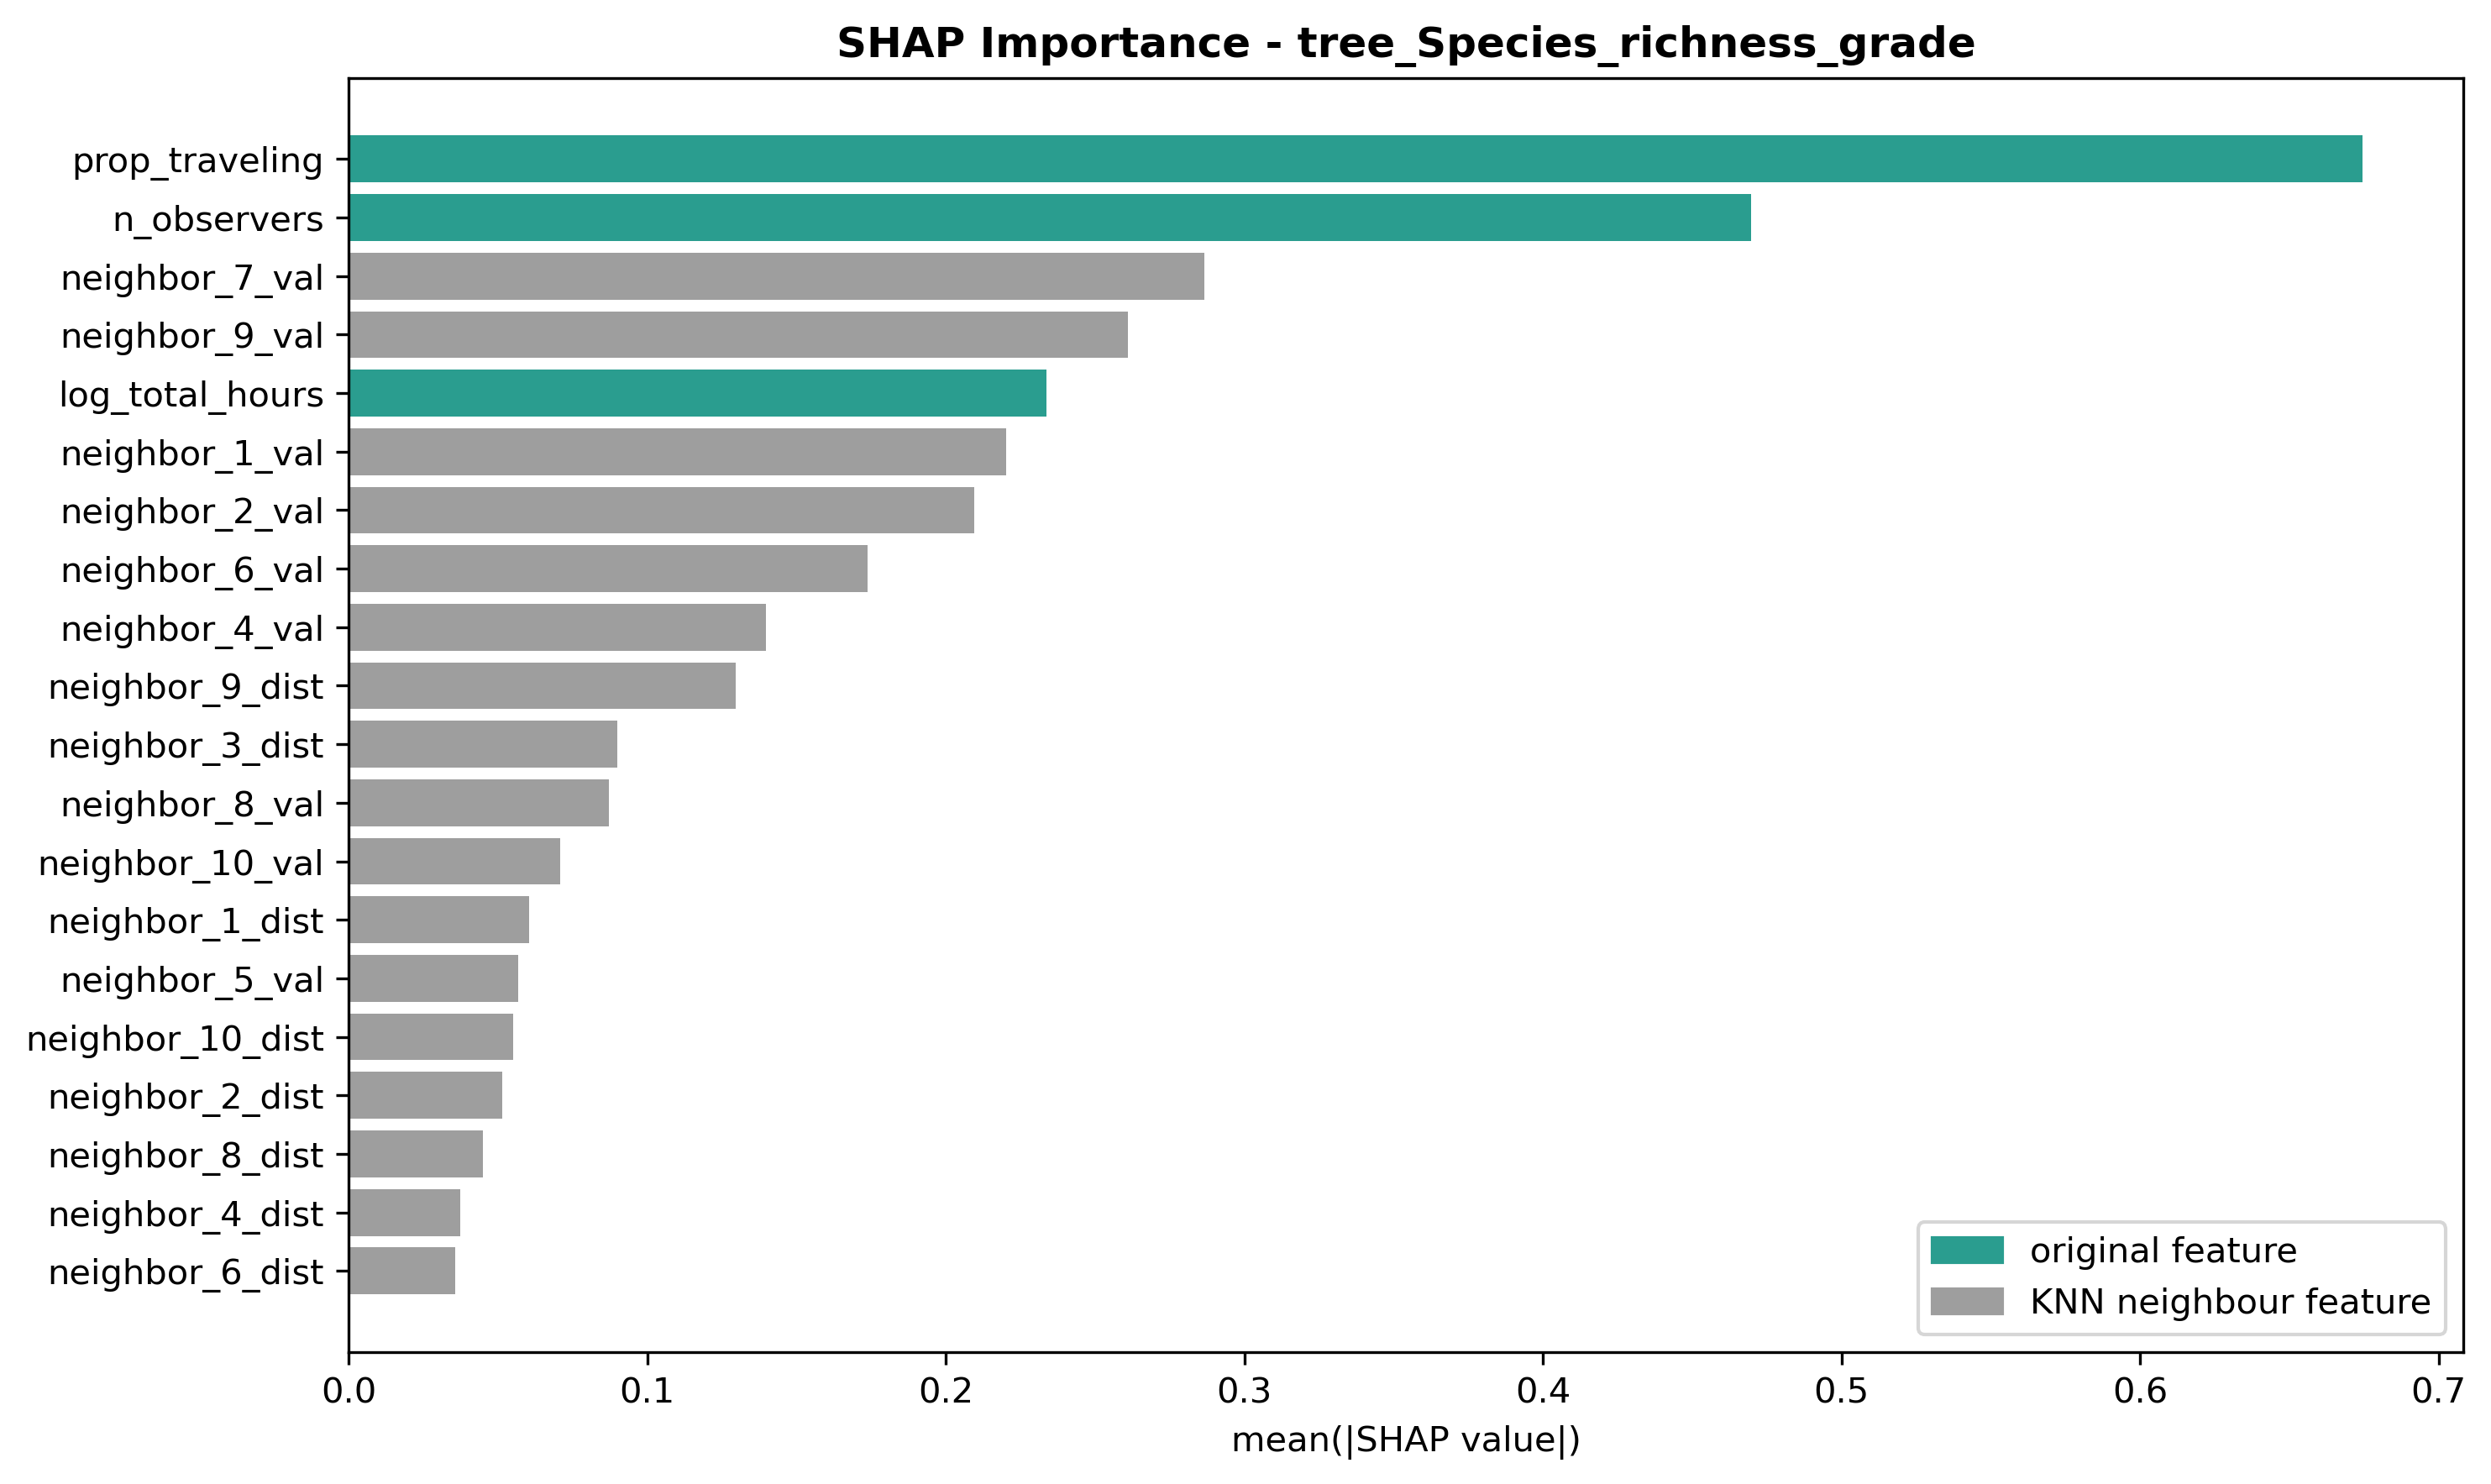 SHAP Importance - tree_Species_richness_grade
prop_traveling
n_observers
neighbor_7_val
neighbor_9_val
log_total_hours
neighbor_1_val
neighbor_2_val
neighbor_6_val
neighbor_4_val
neighbor_9_dist
neighbor_3_dist
neighbor_8_val
neighbor_10_val
neighbor_1_dist
neighbor_5_val
neighbor_10_dist
neighbor_2_dist
neighbor_8_dist
neighbor_4_dist
neighbor_6_dist
original feature
KNN neighbour feature
0.0 0.1 0.2 0.3 0.4 0.5 0.6 0.7
mean(|SHAP value|)